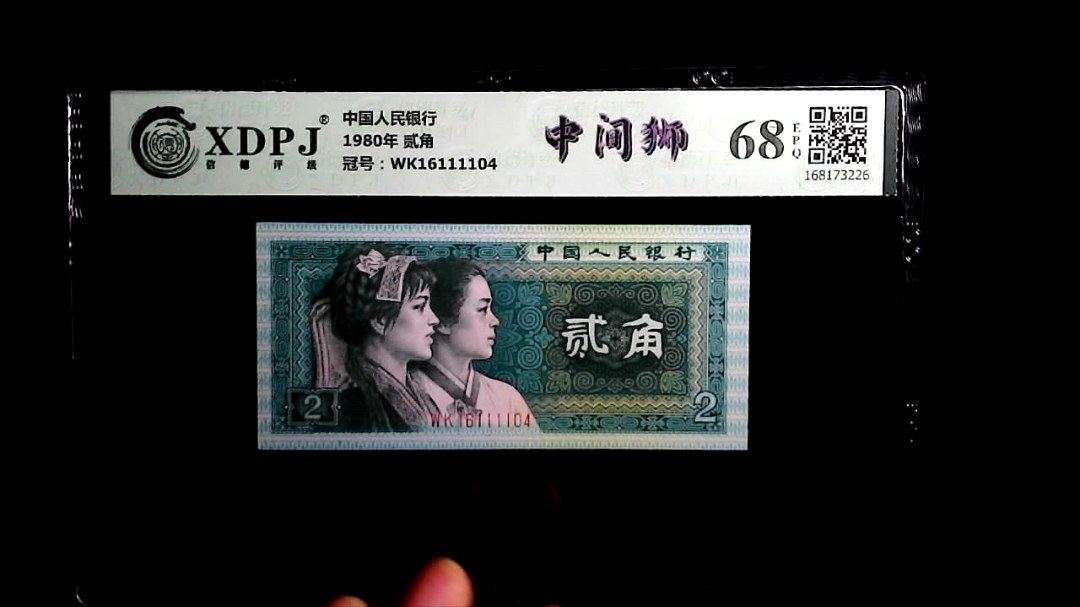 XDPJ®
信德评级
中国人民银行
1980年 贰角
冠号：WK16111104
中间狮
68 EPQ
168173226
中国人民银行
贰角
2
WK16111104
2